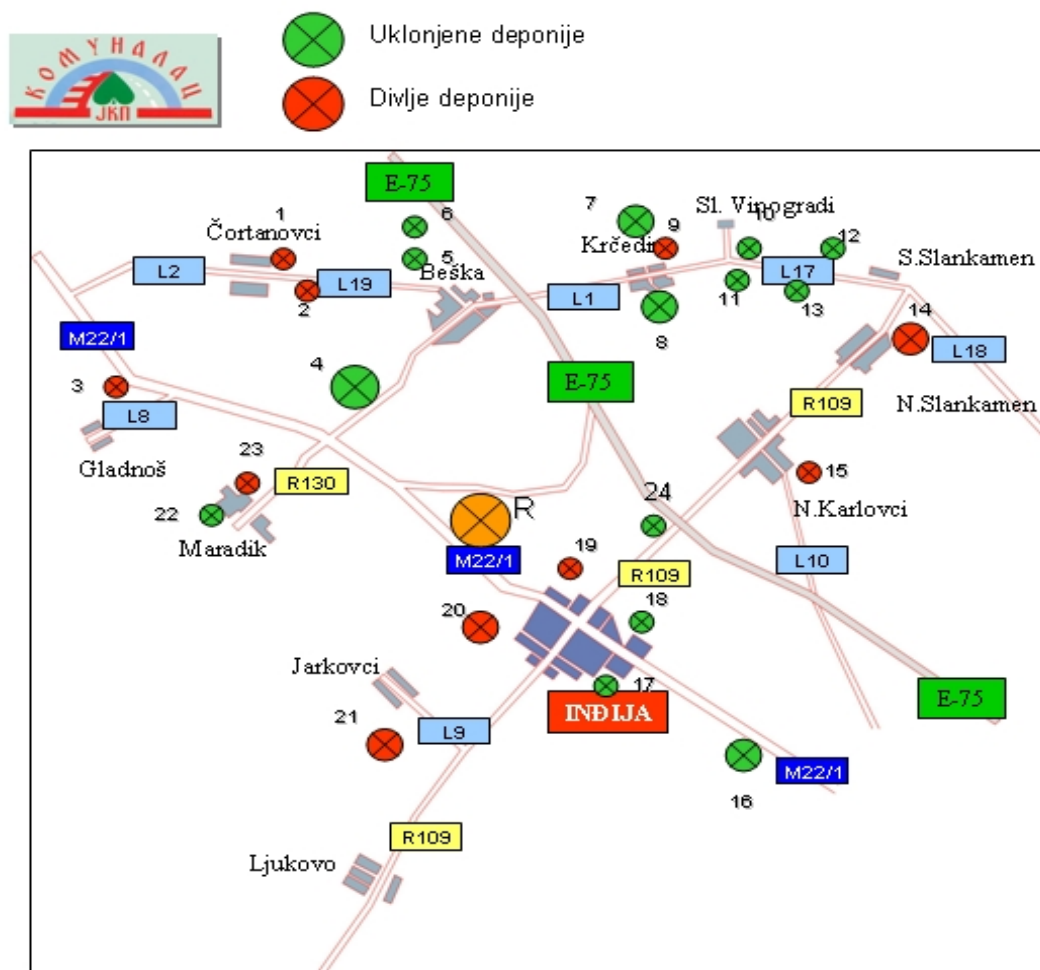 КОМУНАЛАЦ
ЈКП
Uklonjene deponije
Divlje deponije
E-75
6
7
9
Sl. Vinogradi
10
12
1
Čortanovci
Krčedin
L2
L19
5
Beška
L1
11
L17
13
S.Slankamen
2
8
14
M22/1
4
L18
3
L8
E-75
R109
N.Slankamen
Gladnoš
23
R130
15
22
Maradik
R
24
N.Karlovci
M22/1
19
R109
L10
20
18
Jarkovci
17
E-75
21
L9
INĐIJA
M22/1
16
R109
Ljukovo